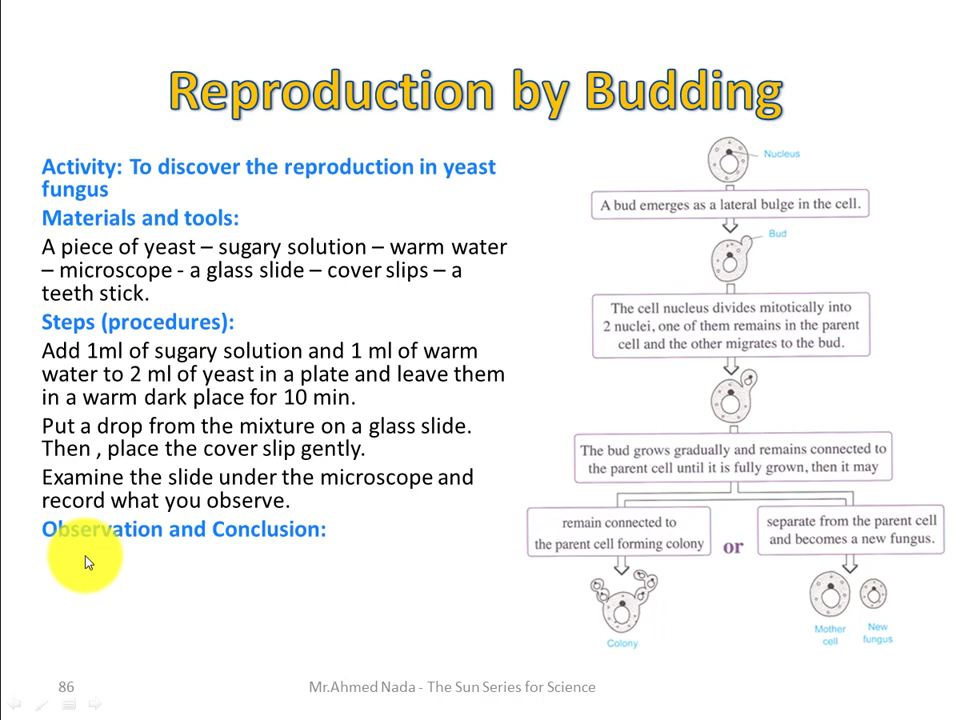 Reproduction by Budding
Activity: To discover the reproduction in yeast
fungus
Materials and tools:
A piece of yeast – sugary solution – warm water
– microscope - a glass slide – cover slips – a
teeth stick.
Steps (procedures):
Add 1ml of sugary solution and 1 ml of warm
water to 2 ml of yeast in a plate and leave them
in a warm dark place for 10 min.
Put a drop from the mixture on a glass slide.
Then , place the cover slip gently.
Examine the slide under the microscope and
record what you observe.
Observation and Conclusion:
Nucleus
A bud emerges as a lateral bulge in the cell.
Bud
The cell nucleus divides mitotically into
2 nuclei, one of them remains in the parent
cell and the other migrates to the bud.
The bud grows gradually and remains connected to
the parent cell until it is fully grown, then it may
remain connected to
the parent cell forming colony
or
separate from the parent cell
and becomes a new fungus.
Colony
Mother
cell
New
fungus
86
Mr.Ahmed Nada - The Sun Series for Science